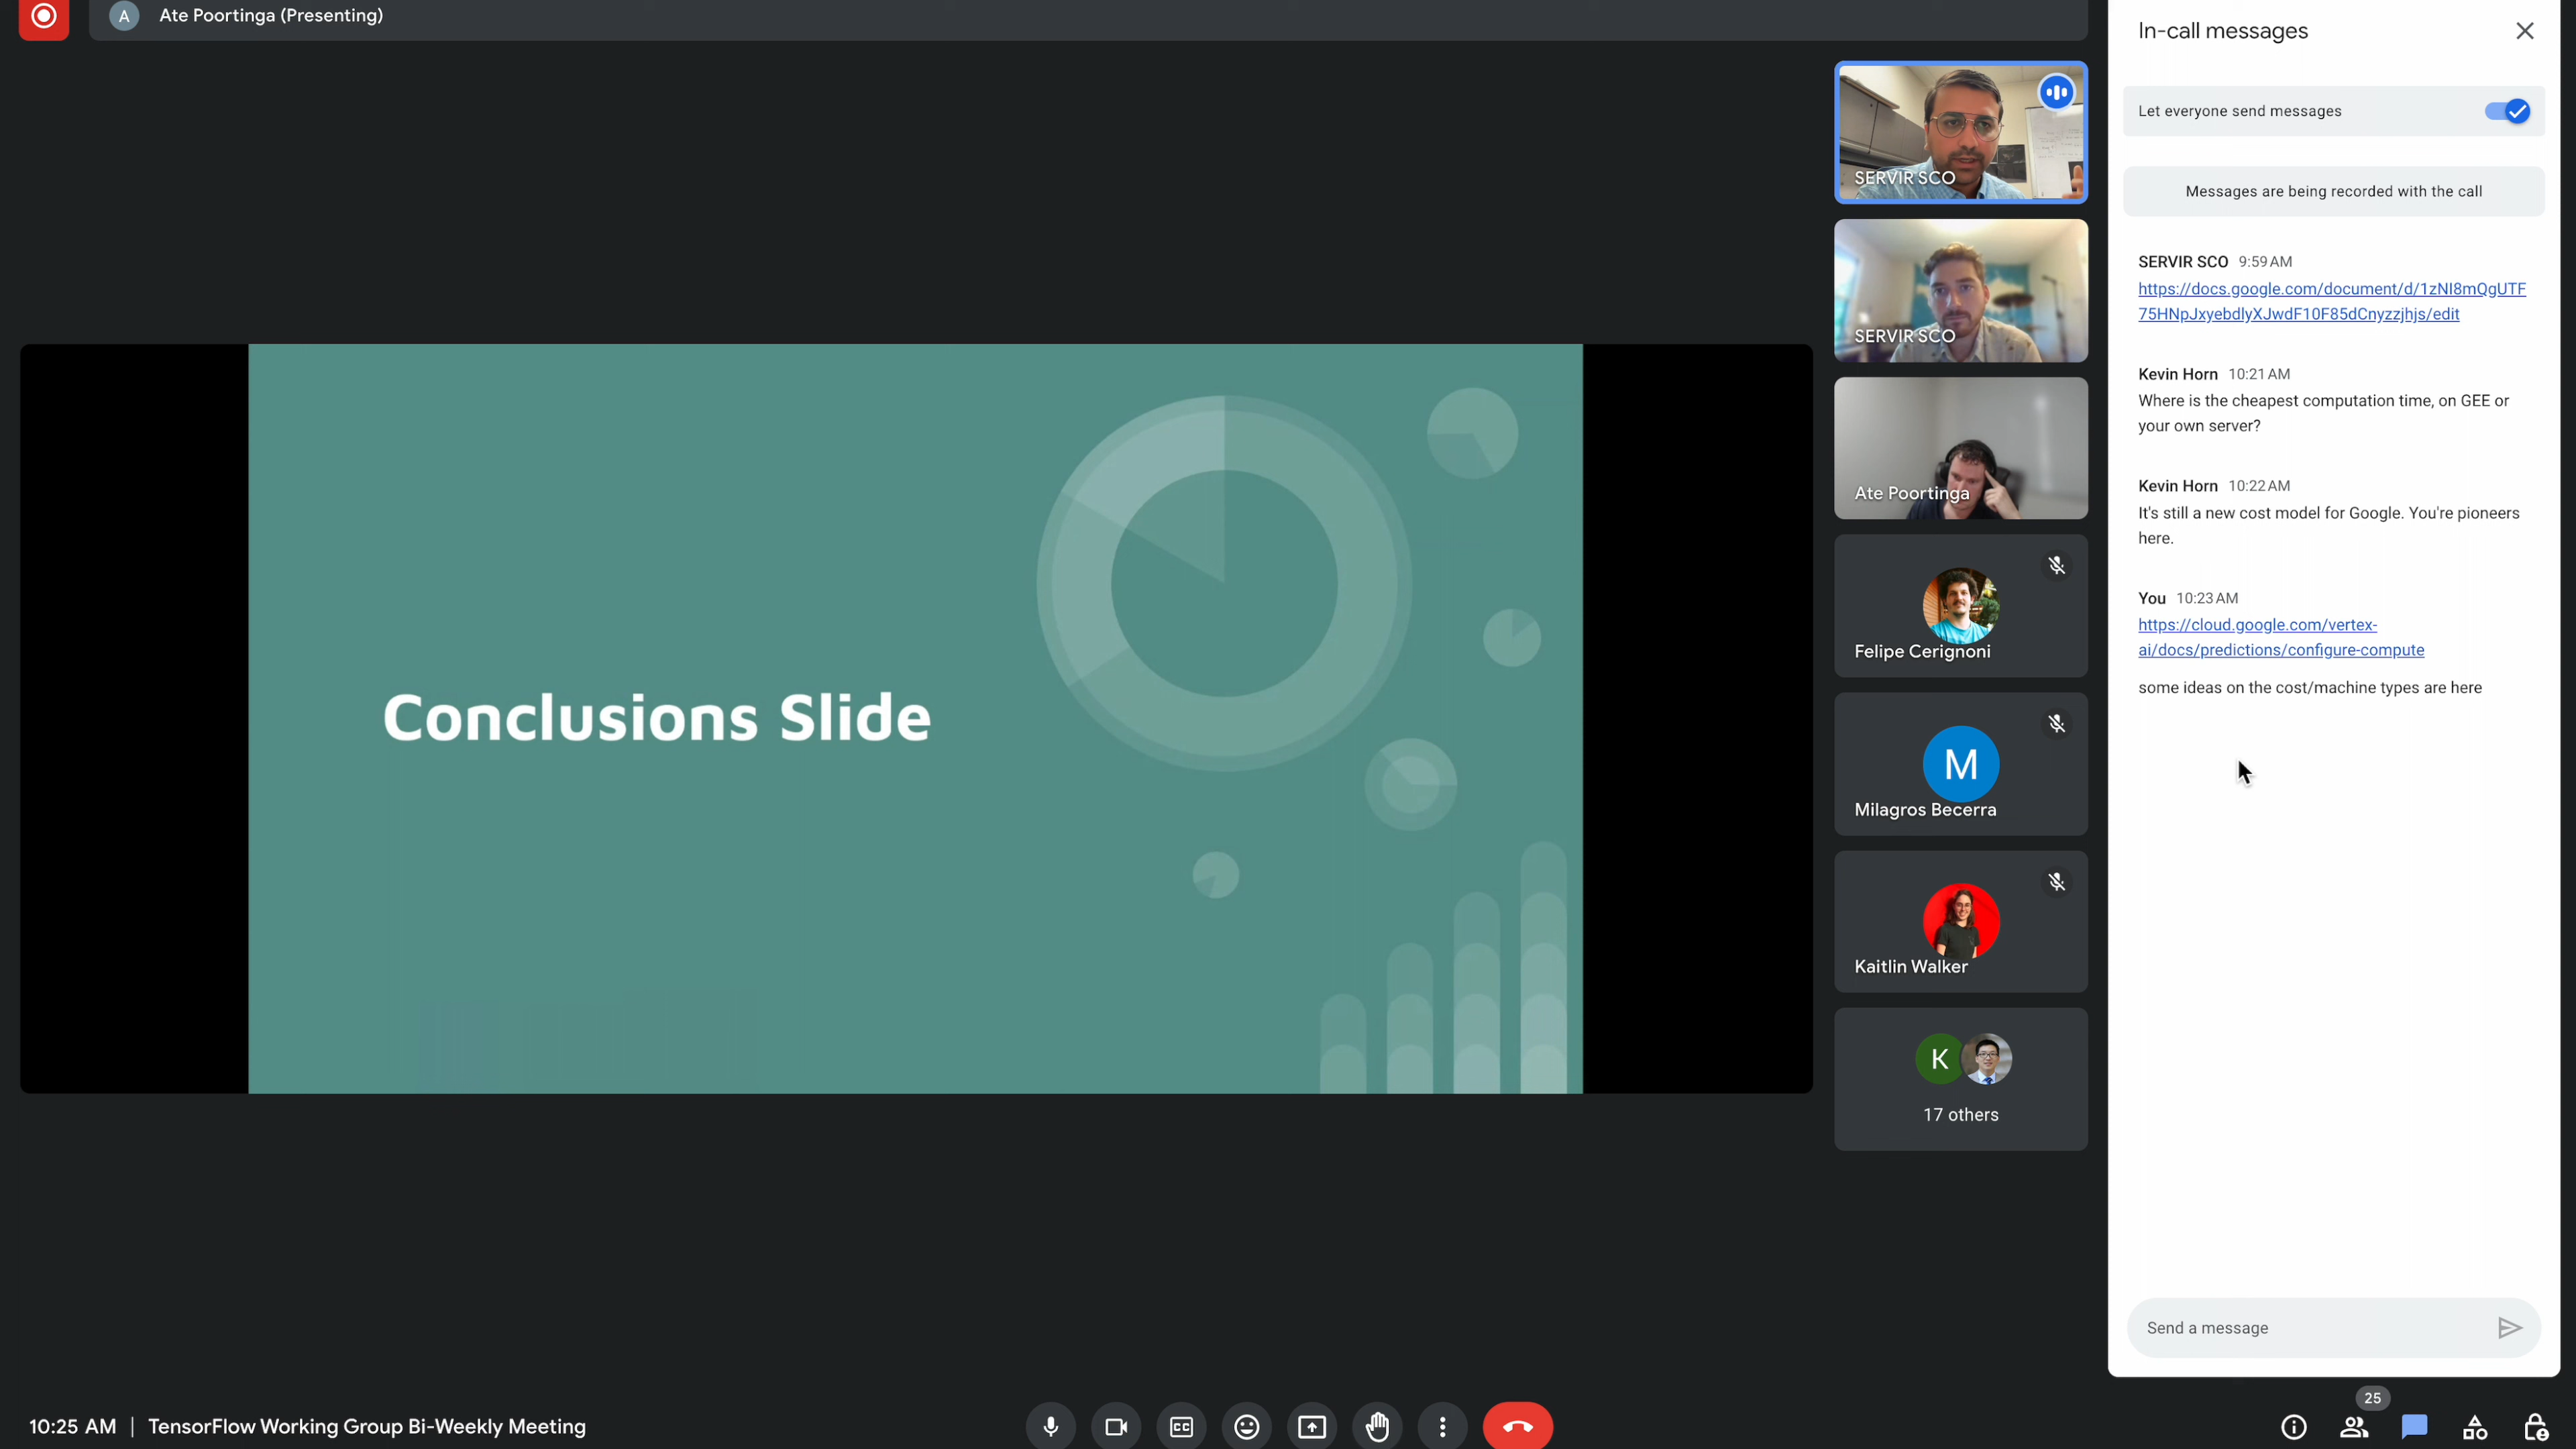 A
Ate Poortinga (Presenting)
Conclusions Slide
SERVIR SCO
SERVIR SCO
Ate Poortinga
Felipe Cerignoni
M
Milagros Becerra
Kaitlin Walker
K
17 others
In-call messages
Let everyone send messages
Messages are being recorded with the call
SERVIR SCO 9:59 AM
https://docs.google.com/document/d/1zNI8mQgUTF
75HNpJxyebdlyXJwdF10F85dCnyzzjhjs/edit
Kevin Horn 10:21 AM
Where is the cheapest computation time, on GEE or
your own server?
Kevin Horn 10:22 AM
It's still a new cost model for Google. You're pioneers
here.
You 10:23 AM
https://cloud.google.com/vertex-
ai/docs/predictions/configure-compute
some ideas on the cost/machine types are here
Send a message
10:25 AM | TensorFlow Working Group Bi-Weekly Meeting
CC
25